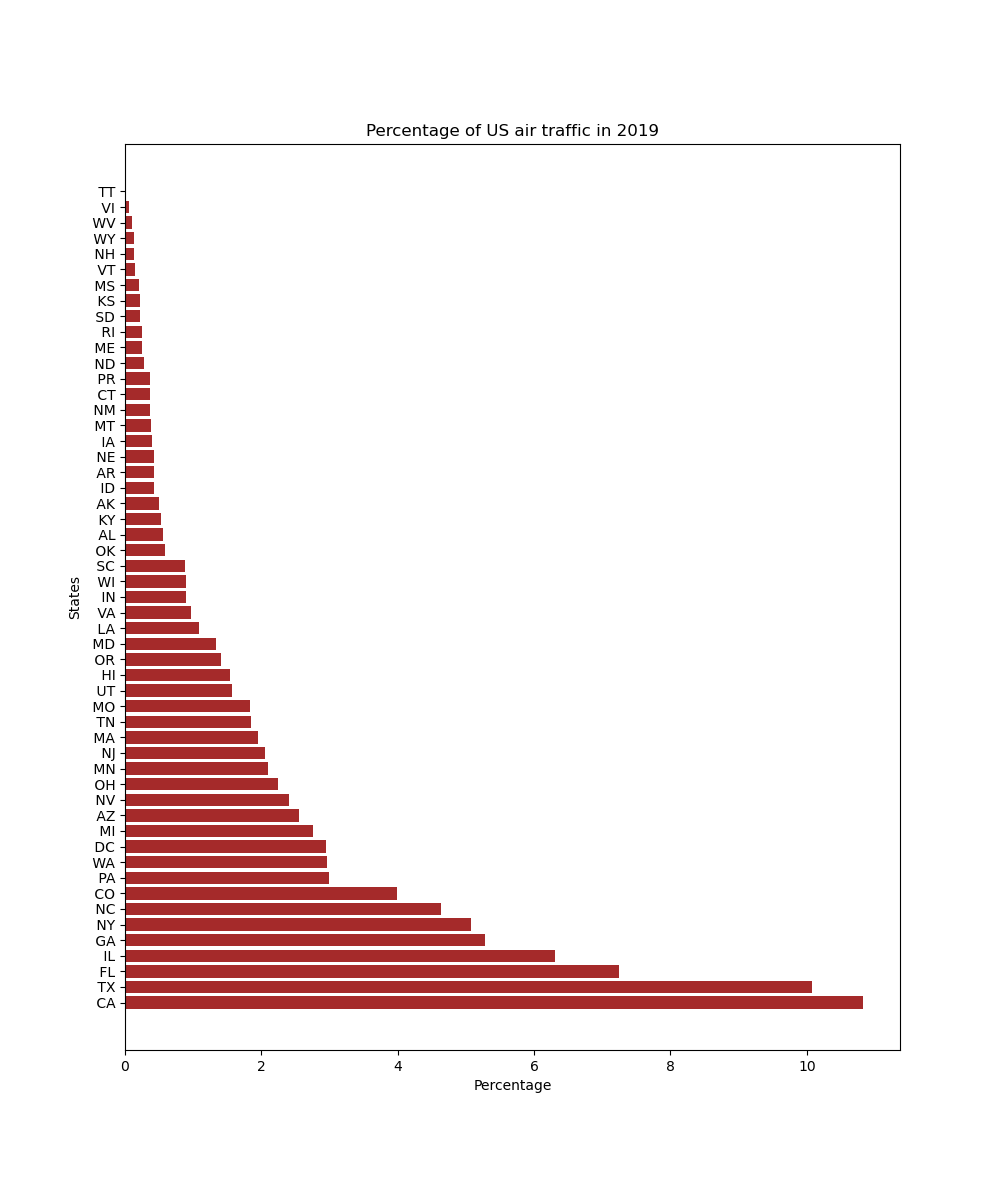 Percentage of US air traffic in 2019
TT
VI
WV
WY
NH
VT
MS
KS
SD
RI
ME
ND
PR
CT
NM
MT
IA
NE
AR
ID
AK
KY
AL
OK
SC
WI
IN
VA
LA
MD
OR
HI
UT
MO
TN
MA
NJ
MN
OH
NV
AZ
MI
DC
WA
PA
CO
NC
NY
GA
IL
FL
TX
CA
States
0 2 4 6 8 10
Percentage